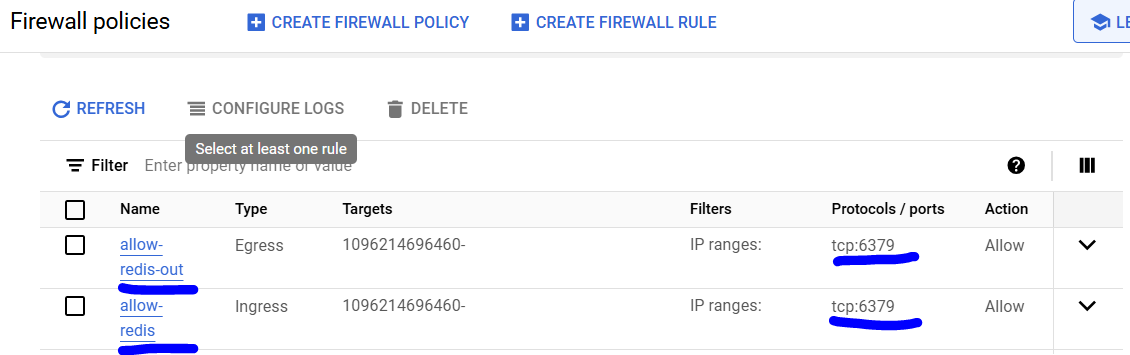 Firewall policies
CREATE FIREWALL POLICY
CREATE FIREWALL RULE
LE
REFRESH
CONFIGURE LOGS
DELETE
Select at least one rule
Filter Enter property name or value
Name Type Targets Filters Protocols / ports Action
allow- Egress 1096214696460- IP ranges: tcp:6379 Allow
redis-out
allow- Ingress 1096214696460- IP ranges: tcp:6379 Allow
redis